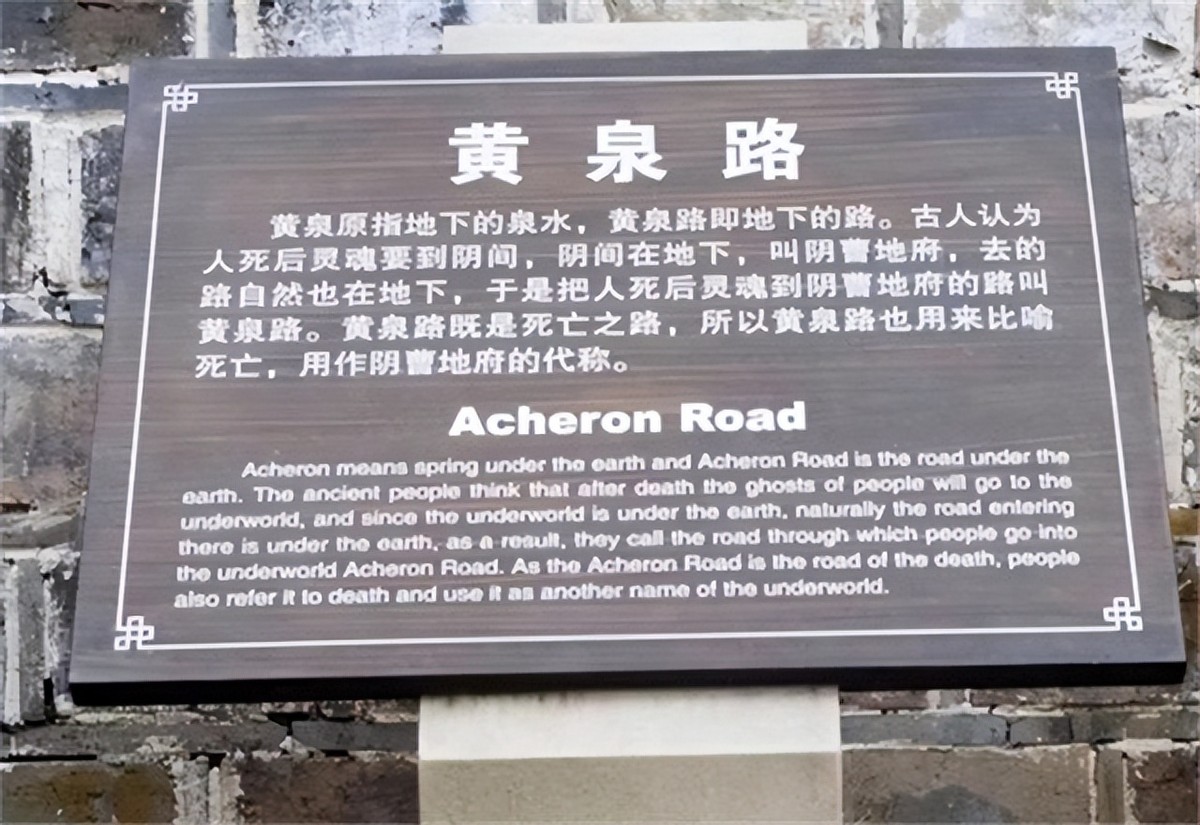 黄泉路
黄泉原指地下的泉水，黄泉路即地下的路。古人认为
人死后灵魂要到阴间，阴间在地下，叫阴曹地府，去的
路自然也在地下，于是把人死后灵魂到阴曹地府的路叫
黄泉路。黄泉路既是死亡之路，所以黄泉路也用来比喻
死亡，用作阴曹地府的代称。
Acheron Road
Acheron means spring under the earth and Acheron Road is the road under the
earth. The ancient people think that after death the ghosts of people will go to the
underworld, and since the underworld is under the earth, naturally the road entering
there is under the earth, as a result, they call the road through which people go into
the underworld Acheron Road. As the Acheron Road is the road of the death, people
also refer it to death and use it as another name of the underworld.